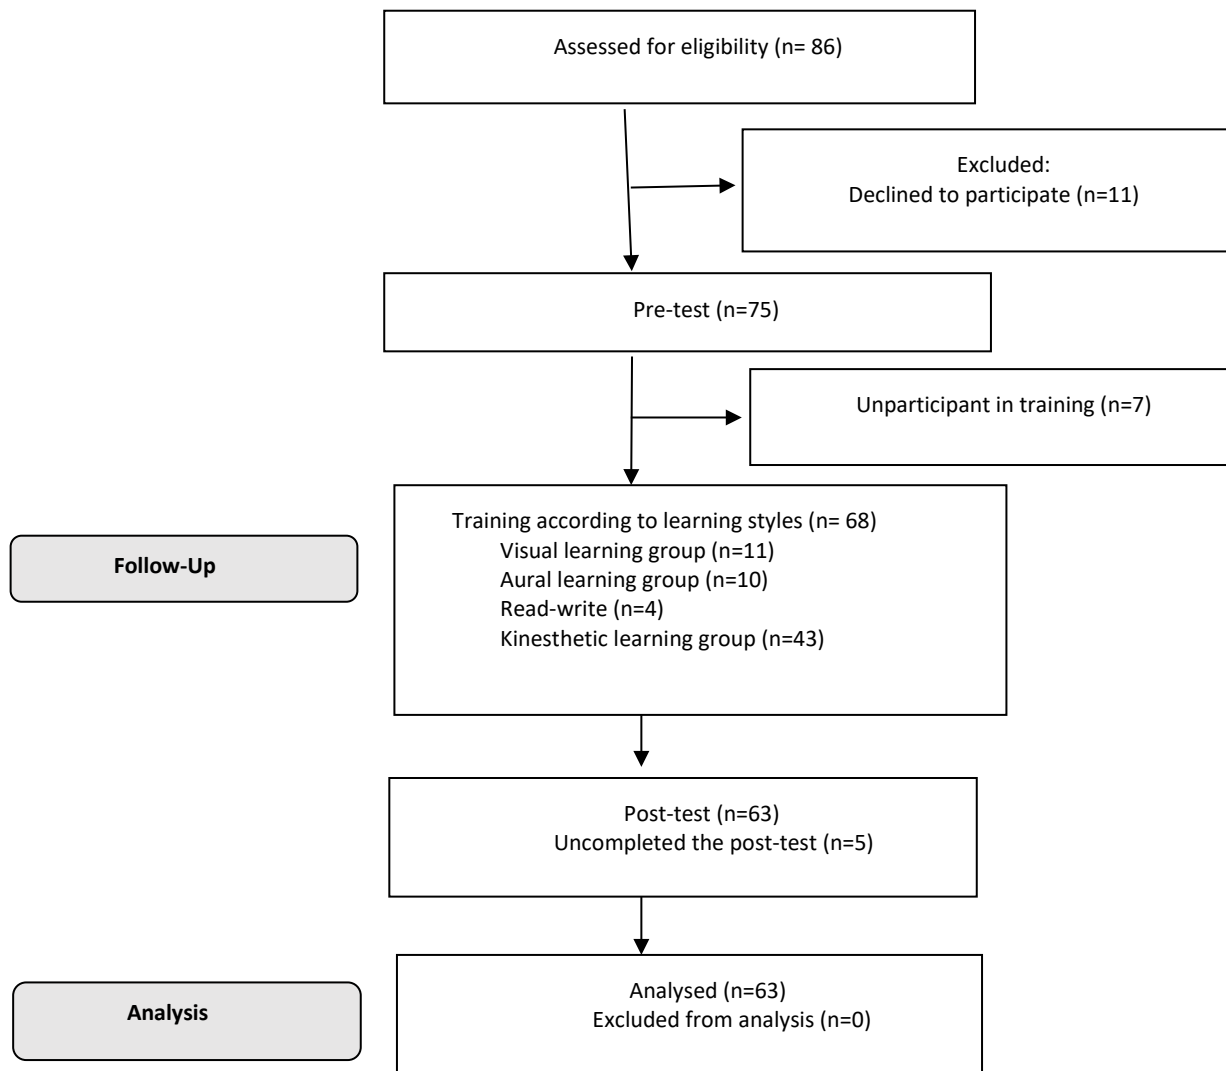 Assessed for eligibility (n= 86)
Excluded:
Declined to participate (n=11)
Pre-test (n=75)
Unparticipant in training (n=7)
Training according to learning styles (n= 68)
Visual learning group (n=11)
Aural learning group (n=10)
Read-write (n=4)
Kinesthetic learning group (n=43)
Follow-Up
Post-test (n=63)
Uncompleted the post-test (n=5)
Analysed (n=63)
Excluded from analysis (n=0)
Analysis